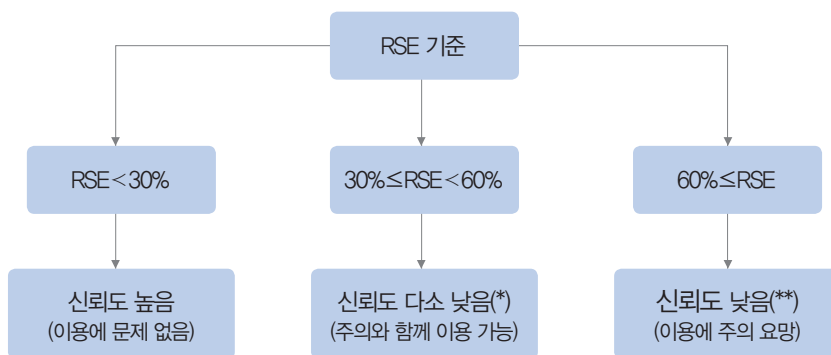 RSE 기준
RSE<30%
30%≤RSE<60%
60%≤RSE
신뢰도 높음
(이용에 문제 없음)
신뢰도 다소 낮음(*)
(주의와 함께 이용 가능)
신뢰도 낮음(**)
(이용에 주의 요망)